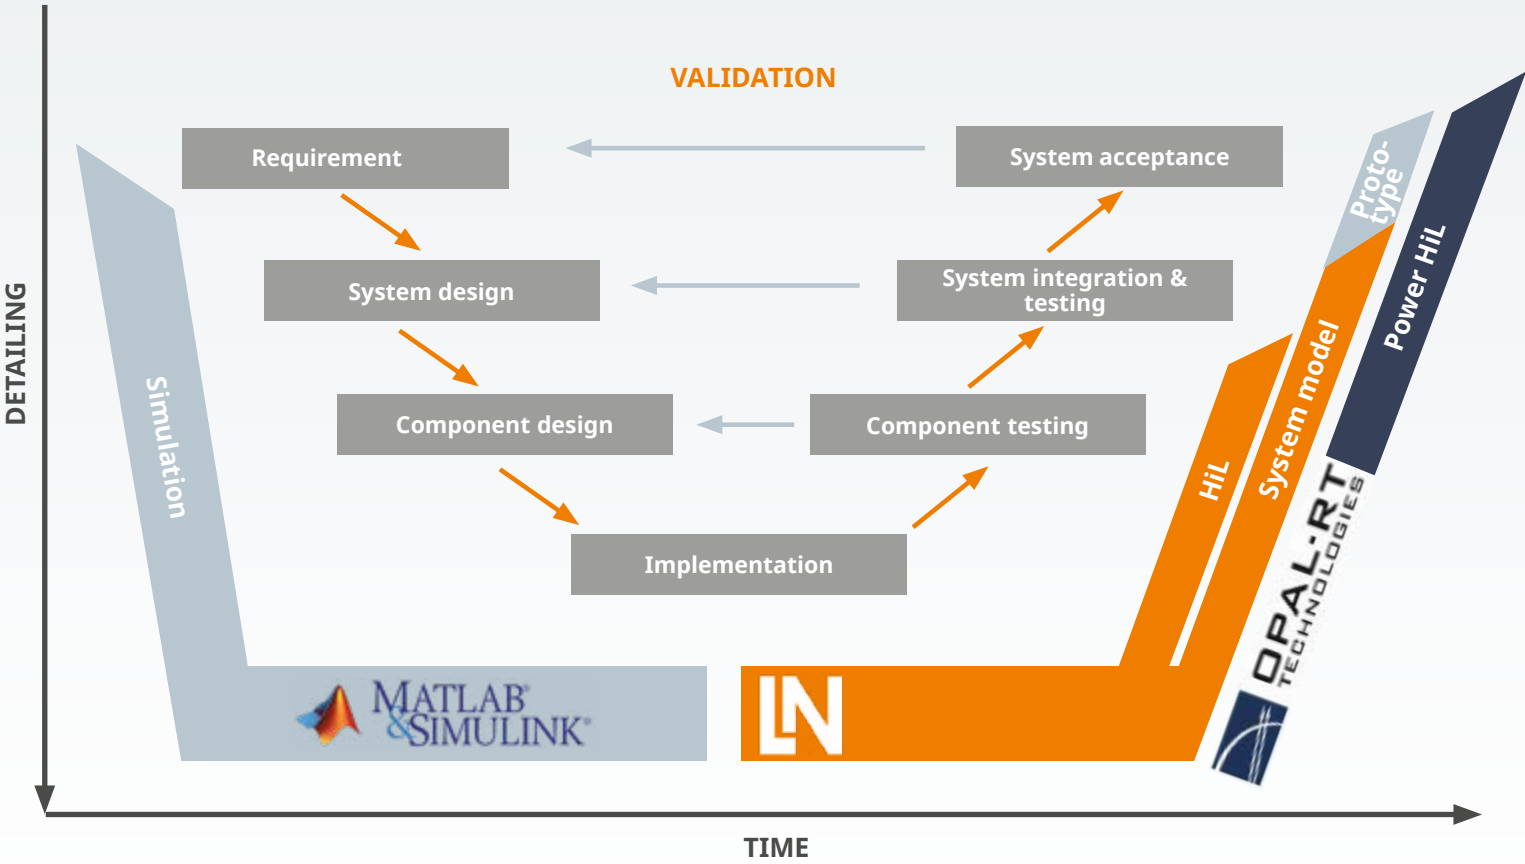 VALIDATION
Requirement
System acceptance
System design
System integration &
testing
Component design
Component testing
Implementation
DETAILING
Simulation
HiL
System model
Proto-
type
Power HiL
MATLAB®
&SIMULINK®
LN
OPAL-RT
TECHNOLOGIES
TIME